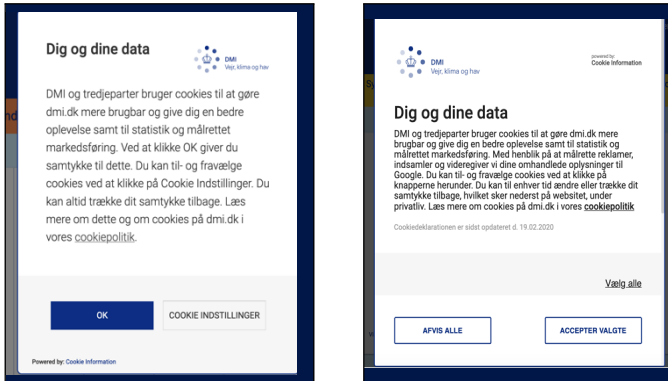 Dig og dine data
DMI
Vejr, klima og hav
DMI og tredjeparter bruger cookies til at gøre
dmi.dk mere brugbar og give dig en bedre
oplevelse samt til statistik og målrettet
markedsføring. Ved at klikke OK giver du
samtykke til dette. Du kan til- og fravælge
cookies ved at klikke på Cookie Indstillinger. Du
kan altid trække dit samtykke tilbage. Læs
mere om dette og om cookies på dmi.dk i
vores cookiepolitik.
OK
COOKIE INDSTILLINGER
Powered by: Cookie Information
DMI
Vejr, klima og hav
powered by:
Cookie Information
Dig og dine data
DMI og tredjeparter bruger cookies til at gøre dmi.dk mere
brugbar og give dig en bedre oplevelse samt til statistik og
målrettet markedsføring. Med henblik på at målrette reklamer,
indsamler og videregiver vi dine omhandlede oplysninger til
Google. Du kan til- og fravælge cookies ved at klikke på
knapperne herunder. Du kan til enhver tid ændre eller trække dit
samtykke tilbage, hvilket sker nederst på websitet, under
privatliv. Læs mere om cookies på dmi.dk i vores cookiepolitik
Cookiedeklarationen er sidst opdateret d. 19.02.2020
Vælg alle
AFVIS ALLE
ACCEPTER VALGTE